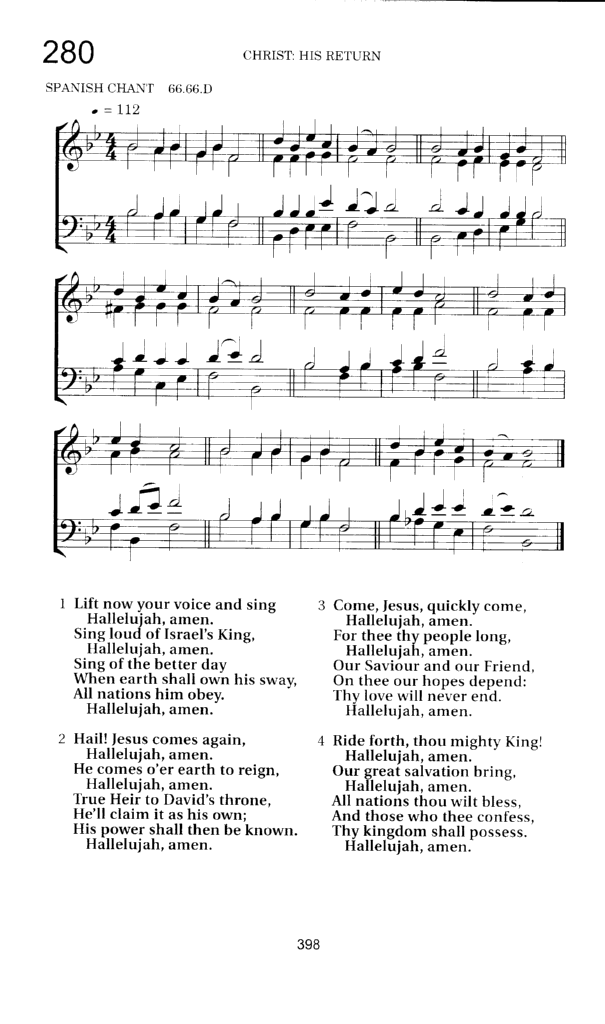 280
CHRIST: HIS RETURN
SPANISH CHANT 66.66.D
♩ = 112
1 Lift now your voice and sing
Hallelujah, amen.
Sing loud of Israel's King,
Hallelujah, amen.
Sing of the better day
When earth shall own his sway,
All nations him obey.
Hallelujah, amen.
2 Hail! Jesus comes again,
Hallelujah, amen.
He comes o'er earth to reign,
Hallelujah, amen.
True Heir to David's throne,
He'll claim it as his own;
His power shall then be known.
Hallelujah, amen.
3 Come, Jesus, quickly come,
Hallelujah, amen.
For thee thy people long,
Hallelujah, amen.
Our Saviour and our Friend,
On thee our hopes depend:
Thy love will never end.
Hallelujah, amen.
4 Ride forth, thou mighty King!
Hallelujah, amen.
Our great salvation bring,
Hallelujah, amen.
All nations thou wilt bless,
And those who thee confess,
Thy kingdom shall possess.
Hallelujah, amen.
398